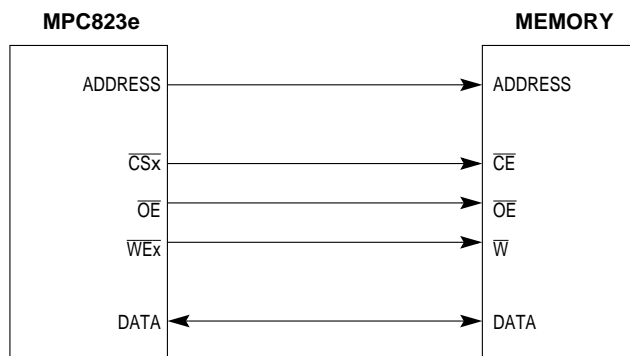 MPC823e MEMORY
ADDRESS ADDRESS
CSx CE
OE OE
WEx W
DATA DATA